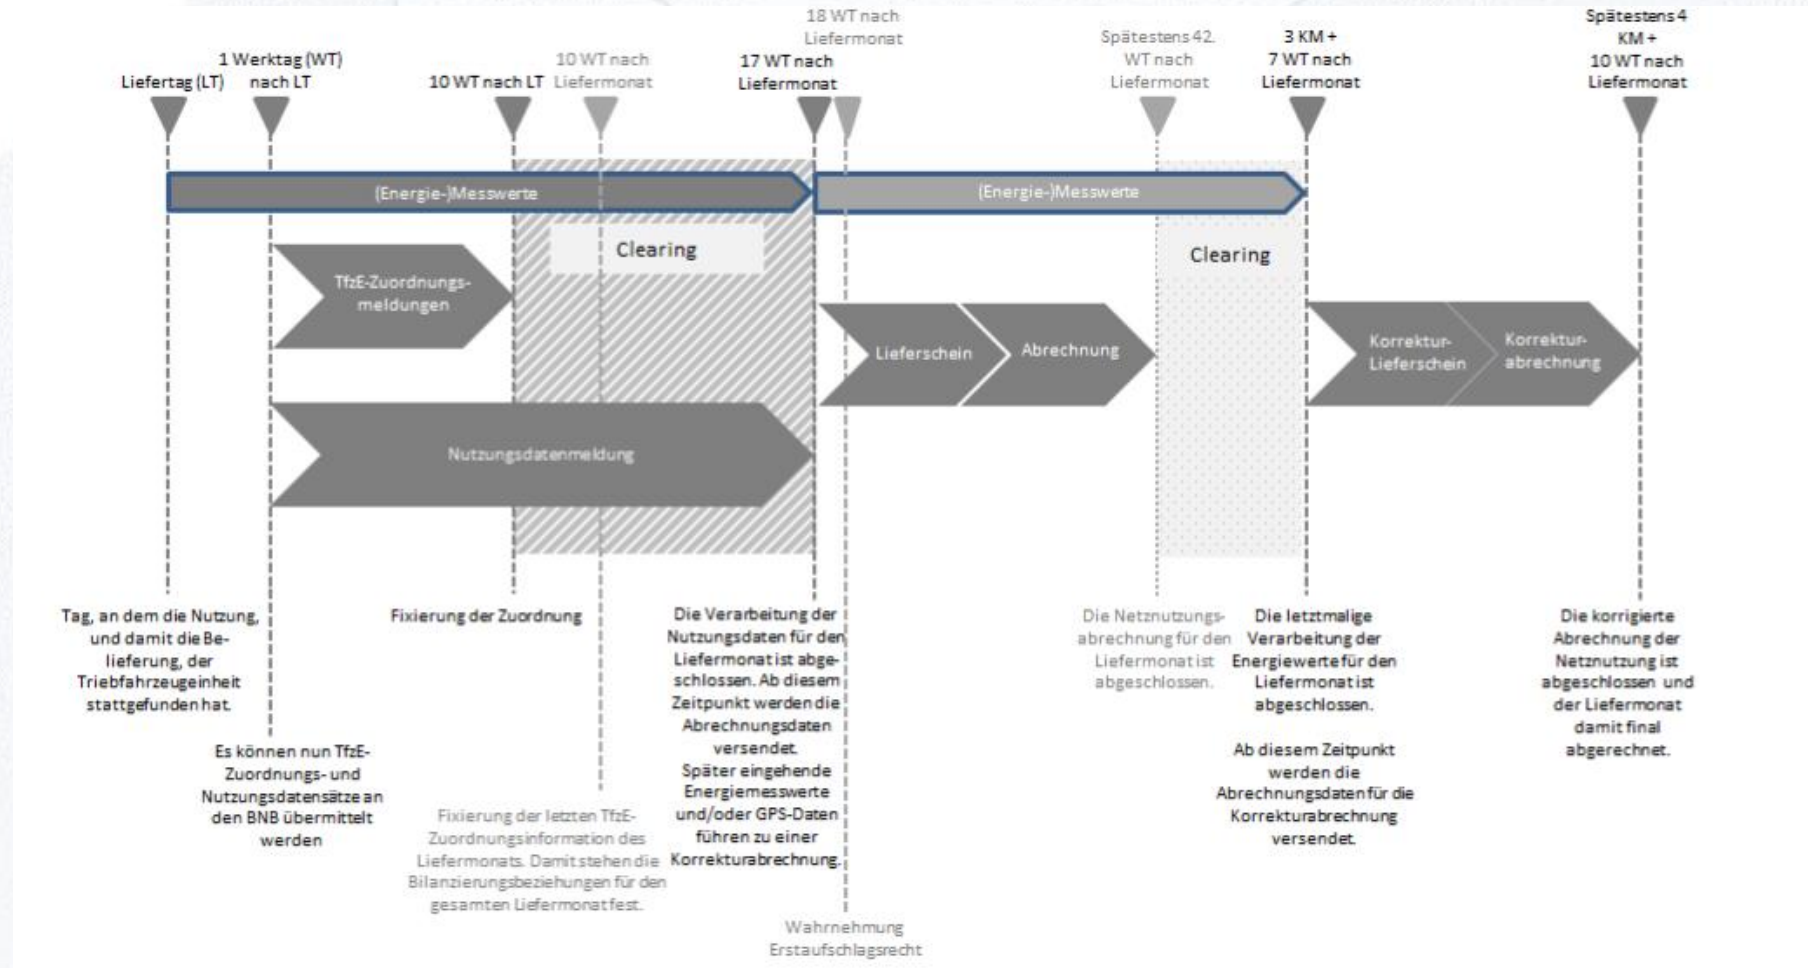 Liefertag (LT)
1 Werktag (WT)
nach LT
10 WT nach LT
10 WT nach
Liefermonat
17 WT nach
Liefermonat
18 WT nach
Liefermonat
Spätestens 42.
WT nach
Liefermonat
3 KM +
7 WT nach
Liefermonat
Spätestens 4
KM +
10 WT nach
Liefermonat
(Energie-)Messwerte
(Energie-)Messwerte
Clearing
Clearing
TfzE-Zuordnungs-
meldungen
Lieferschein
Abrechnung
Korrektur-
Lieferschein
Korrektur-
abrechnung
Nutzungsdatenmeldung
Tag, an dem die Nutzung,
und damit die Be-
lieferung, der
Triebfahrzeugeinheit
stattgefunden hat.
Es können nun TfzE-
Zuordnungs- und
Nutzungsdatensätze an
den BNB übermittelt
werden
Fixierung der Zuordnung
Fixierung der letzten TfzE-
Zuordnungsinformation des
Liefermonats. Damit stehen die
Bilanzierungsbeziehungen für den
gesamten Liefermonat fest.
Die Verarbeitung der
Nutzungsdaten für den
Liefermonat ist abge-
schlossen. Ab diesem
Zeitpunkt werden die
Abrechnungsdaten
versendet.
Später eingehende
Energiemesswerte
und/oder GPS-Daten
führen zu einer
Korrekturabrechnung.
Wahrnehmung
Erstaufschlagsrecht
Die Netznutzungs-
abrechnung für den
Liefermonat ist
abgeschlossen.
Die letztmalige
Verarbeitung der
Energiewerte für den
Liefermonat ist
abgeschlossen.
Ab diesem Zeitpunkt
werden die
Abrechnungsdaten für die
Korrekturabrechnung
versendet.
Die korrigierte
Abrechnung der
Netznutzung ist
abgeschlossen und
der Liefermonat
damit final
abgerechnet.